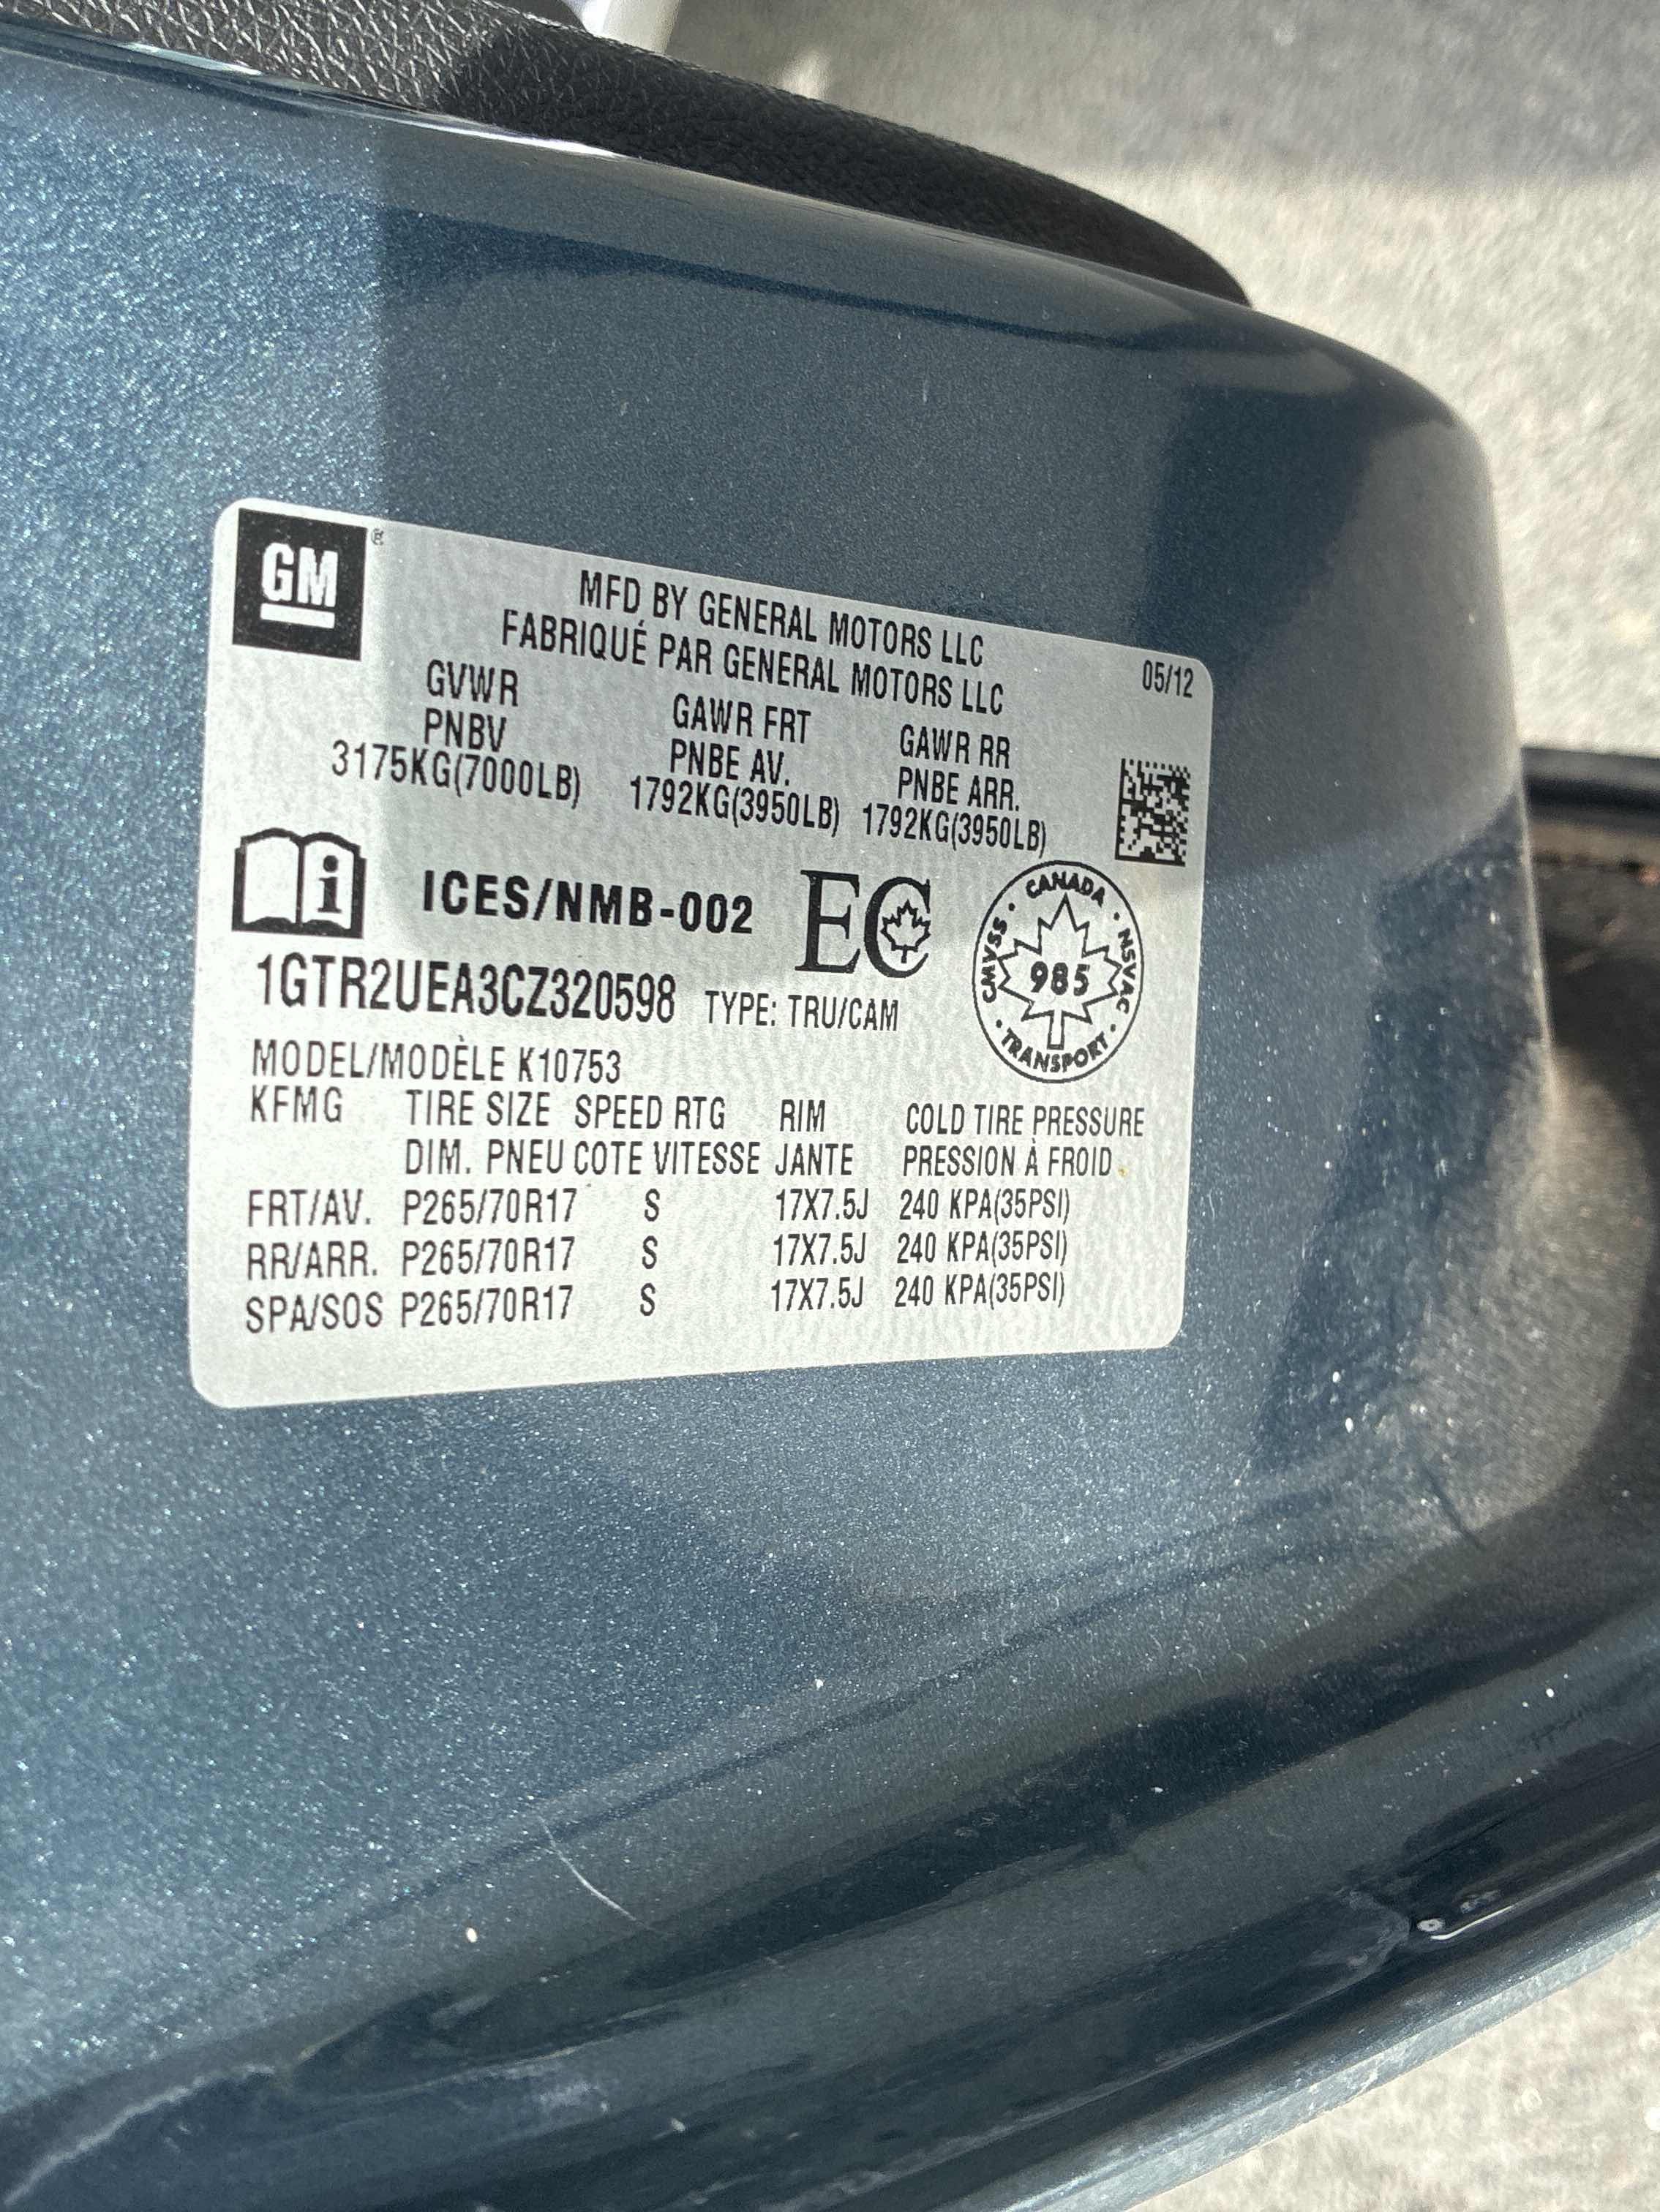 GM®
MFD BY GENERAL MOTORS LLC
FABRIQUÉ PAR GENERAL MOTORS LLC
05/12
GVWR GAWR FRT GAWR RR
PNBV PNBE AV. PNBE ARR.
3175KG(7000LB) 1792KG(3950LB) 1792KG(3950LB)
i ICES/NMB-002 EC
CANADA · NSVAC · TRANSPORT · CMVSS ·
985
1GTR2UEA3CZ320598 TYPE: TRU/CAM
MODEL/MODÈLE K10753
KFMG TIRE SIZE SPEED RTG RIM COLD TIRE PRESSURE
DIM. PNEU COTE VITESSE JANTE PRESSION À FROID
FRT/AV. P265/70R17 S 17X7.5J 240 KPA(35PSI)
RR/ARR. P265/70R17 S 17X7.5J 240 KPA(35PSI)
SPA/SOS P265/70R17 S 17X7.5J 240 KPA(35PSI)